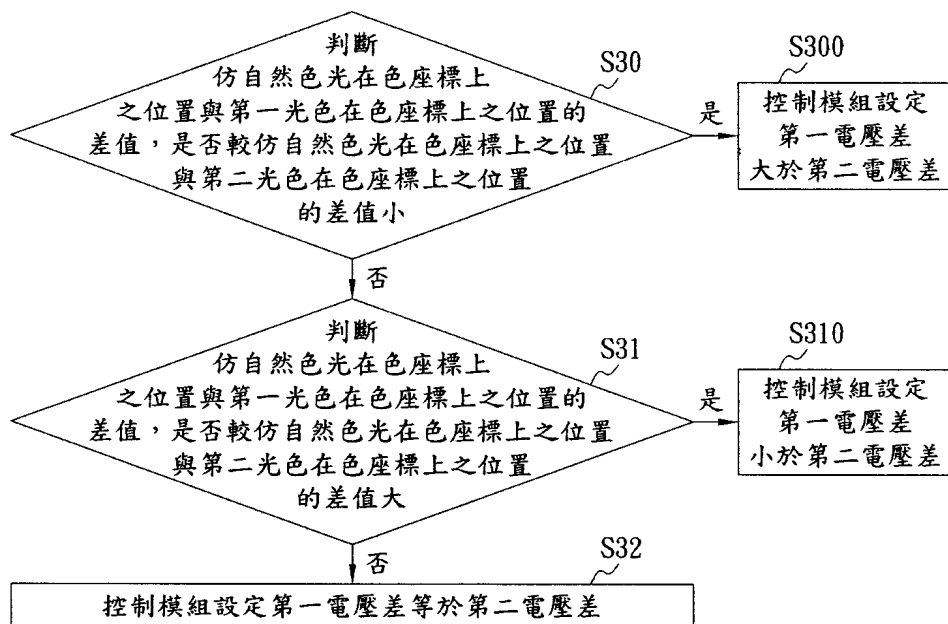 判斷
仿自然色光在色座標上
之位置與第一光色在色座標上之位置的
差值，是否較仿自然色光在色座標上之位置
與第二光色在色座標上之位置
的差值小
S30
是
S300
控制模組設定
第一電壓差
大於第二電壓差
否
判斷
仿自然色光在色座標上
之位置與第一光色在色座標上之位置的
差值，是否較仿自然色光在色座標上之位置
與第二光色在色座標上之位置
的差值大
S31
是
S310
控制模組設定
第一電壓差
小於第二電壓差
否
S32
控制模組設定第一電壓差等於第二電壓差